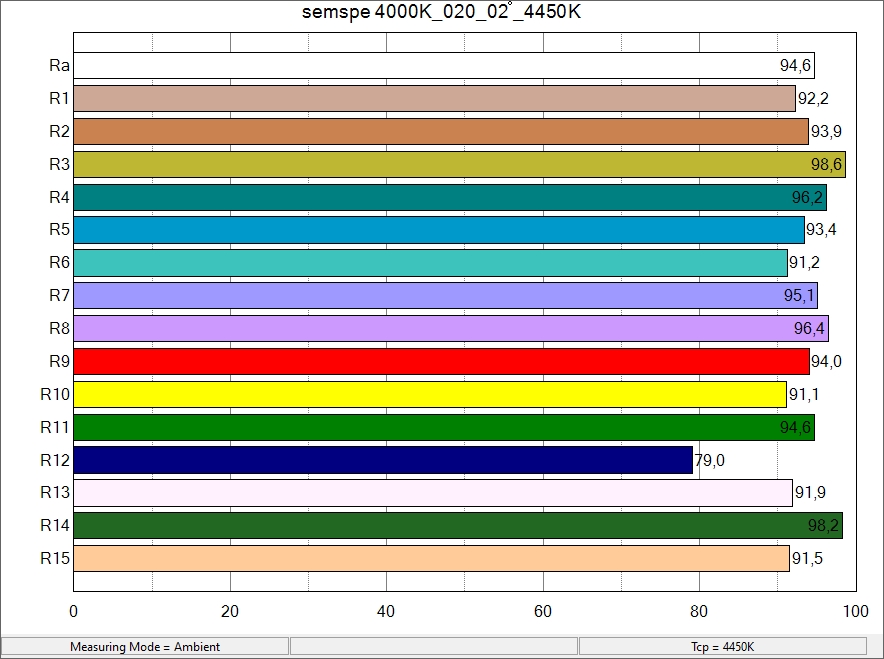 semspe 4000K_020_02°_4450K
Ra 94,6
R1 92,2
R2 93,9
R3 98,6
R4 96,2
R5 93,4
R6 91,2
R7 95,1
R8 96,4
R9 94,0
R10 91,1
R11 94,6
R12 79,0
R13 91,9
R14 98,2
R15 91,5
0 20 40 60 80 100
Measuring Mode = Ambient Tcp = 4450K